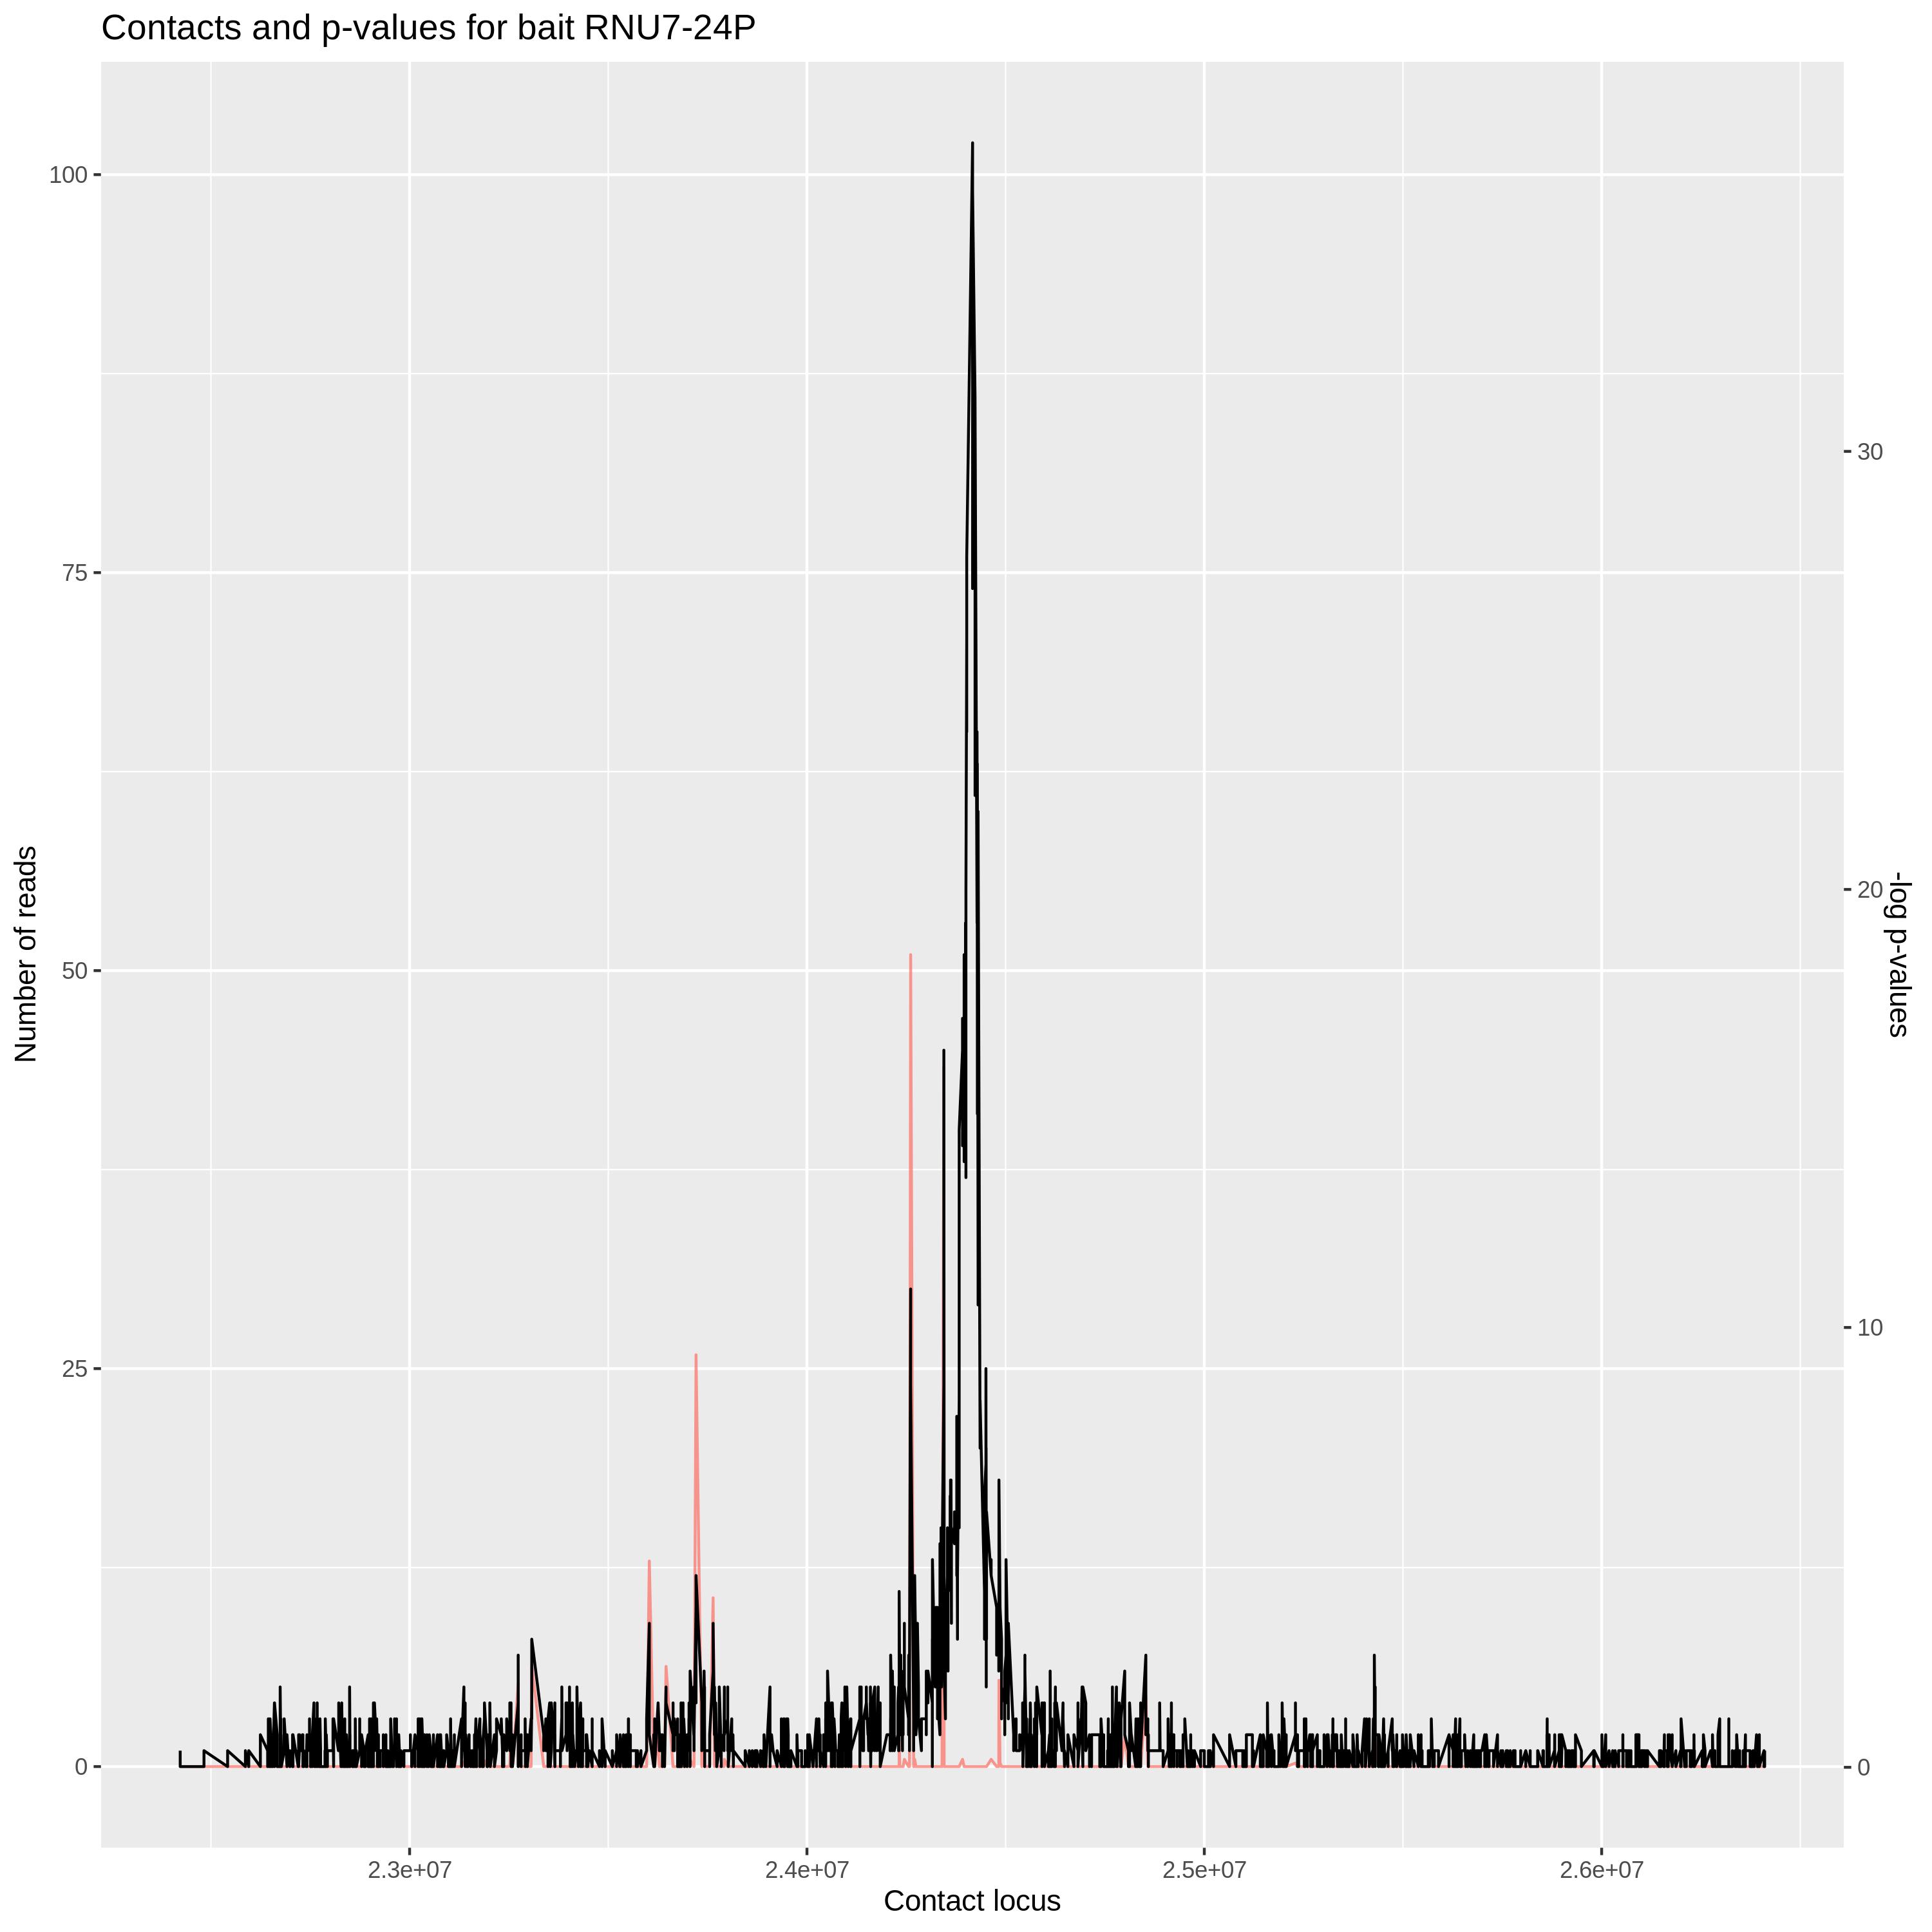 Contacts and p-values for bait RNU7-24P
100
75
50
25
0
Number of reads
30
20
10
0
-log p-values
2.3e+07
2.4e+07
2.5e+07
2.6e+07
Contact locus